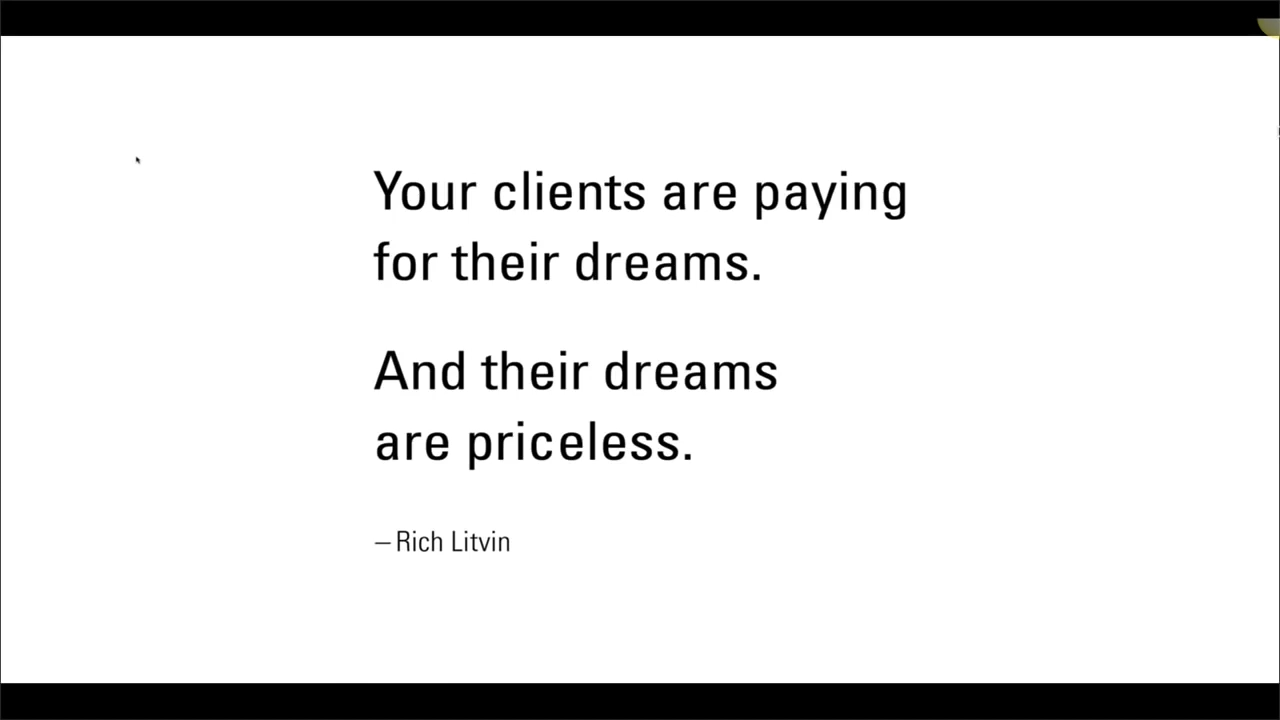 Your clients are paying
for their dreams.
And their dreams
are priceless.
– Rich Litvin